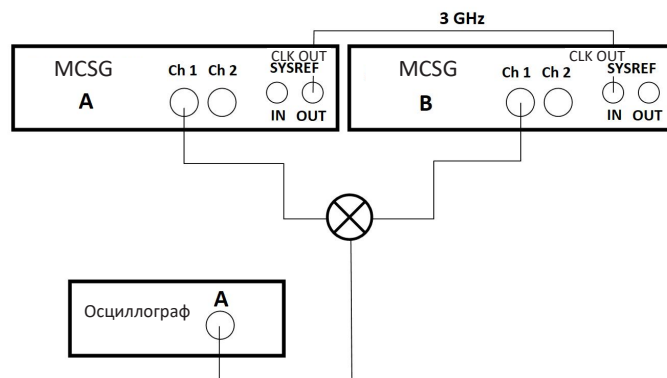 3 GHz
CLK OUT
MCSG Ch 1 Ch 2 SYSREF
A
IN OUT
CLK OUT
MCSG Ch 1 Ch 2 SYSREF
B
IN OUT
Осциллограф A